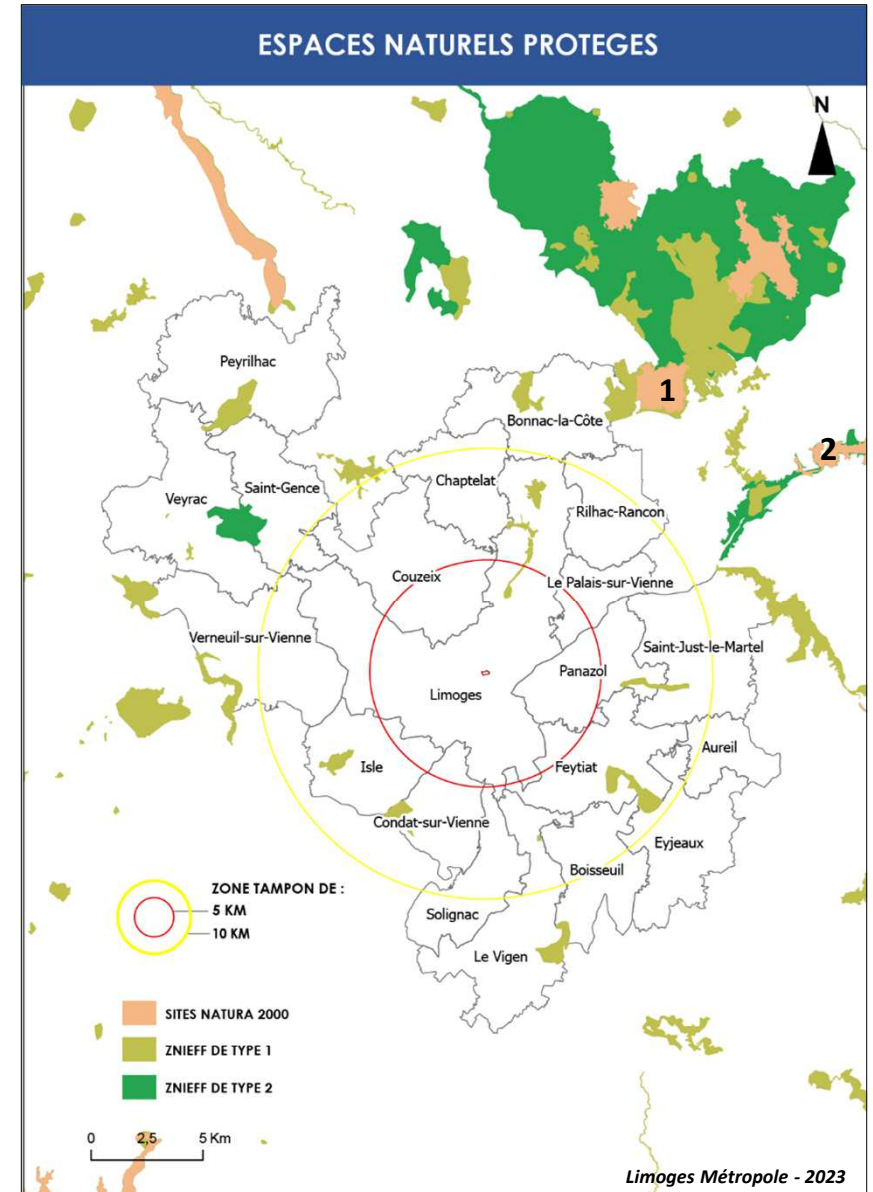 ESPACES NATURELS PROTEGES
N
Peyrilhac
1
Bonnac-la-Côte
2
Chaptelat
Saint-Gence
Veyrac
Rilhac-Rancon
Couzeix
Le Palais-sur-Vienne
Verneuil-sur-Vienne
Saint-Just-le-Martel
Panazol
Limoges
Aureil
Isle
Feytiat
Condat-sur-Vienne
Eyjeaux
Boisseuil
ZONE TAMPON DE :
5 KM
10 KM
Solignac
Le Vigen
SITES NATURA 2000
ZNIEFF DE TYPE 1
ZNIEFF DE TYPE 2
0 2,5 5 Km
Limoges Métropole - 2023